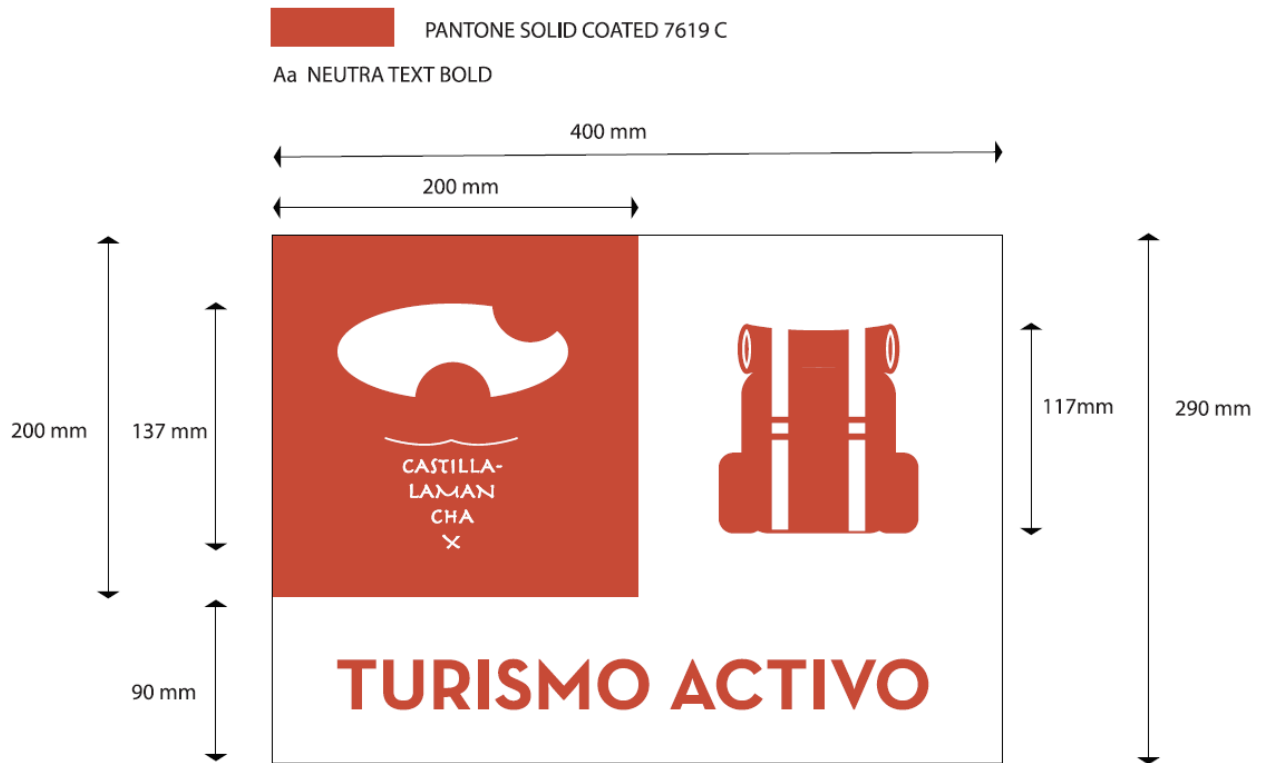 PANTONE SOLID COATED 7619 C
Aa NEUTRA TEXT BOLD
400 mm
200 mm
200 mm
137 mm
117mm
290 mm
CASTILLA-
LAMAN
CHA
X
90 mm
TURISMO ACTIVO